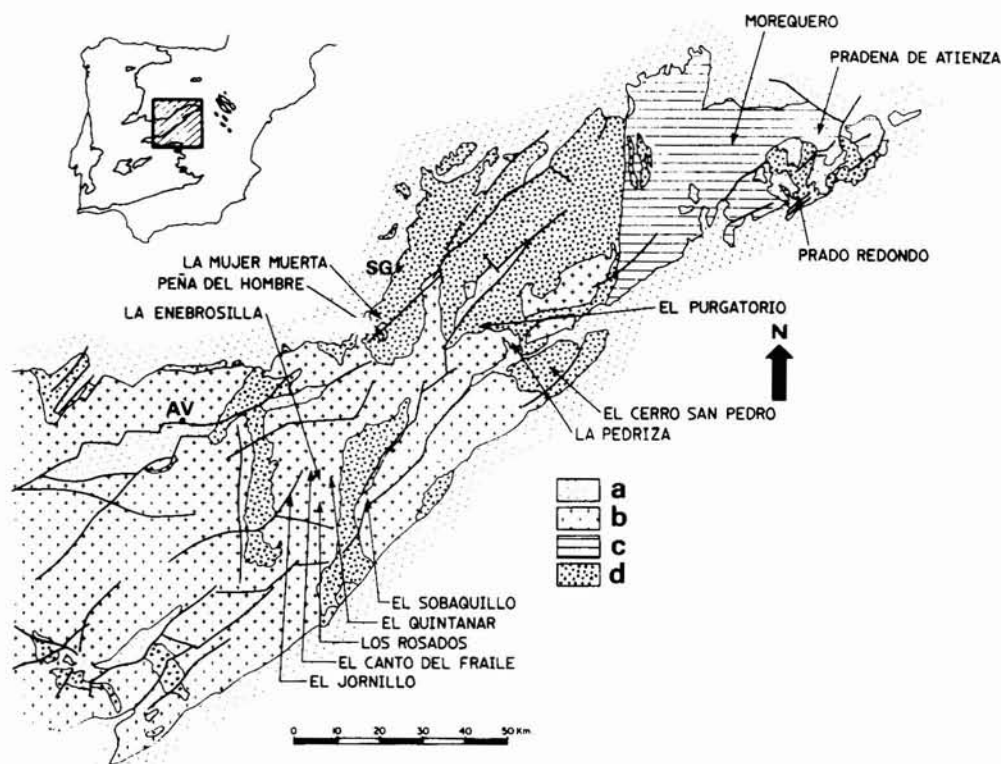 MOREQUERO
PRADENA DE ATIENZA
LA MUJER MUERTA
SG
PEÑA DEL HOMBRE
PRADO REDONDO
LA ENEBROSILLA
EL PURGATORIO
N
AV
EL CERRO SAN PEDRO
LA PEDRIZA
a
b
c
d
EL SOBAQUILLO
EL QUINTANAR
LOS ROSADOS
EL CANTO DEL FRAILE
EL JORNILLO
0 10 20 30 40 50 Km.